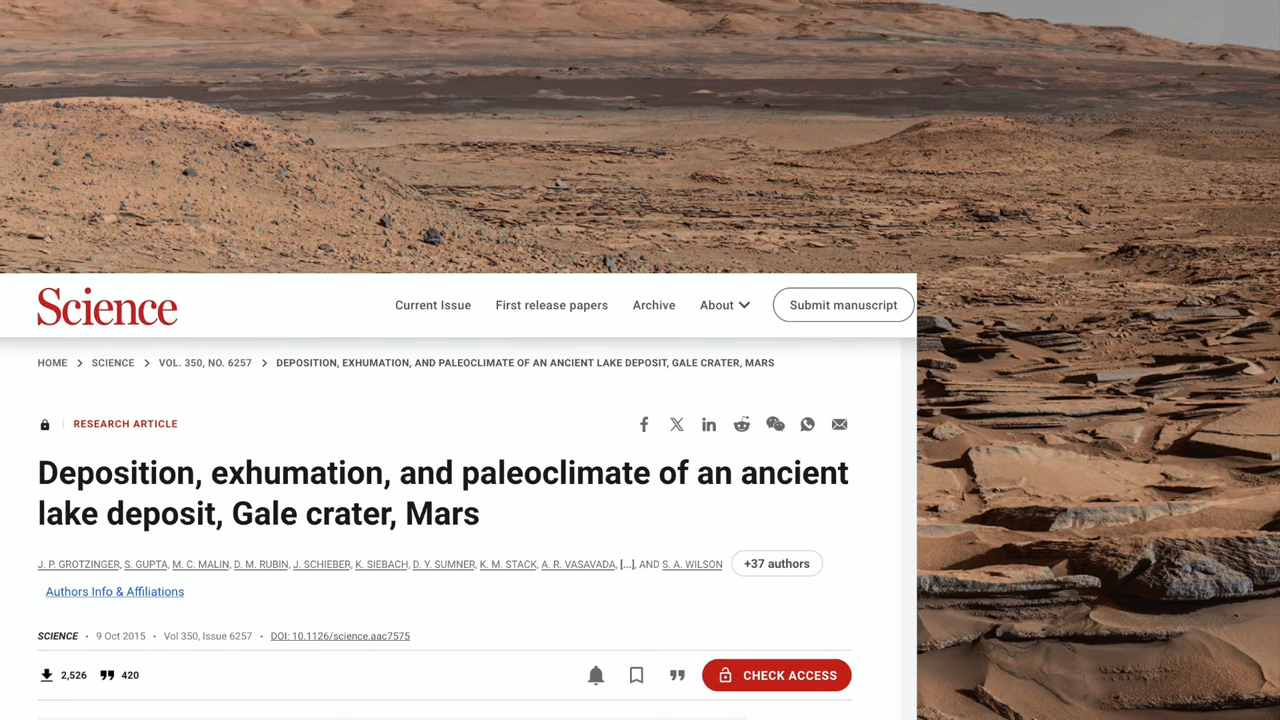 Science
Current Issue First release papers Archive About Submit manuscript
HOME > SCIENCE > VOL. 350, NO. 6257 > DEPOSITION, EXHUMATION, AND PALEOCLIMATE OF AN ANCIENT LAKE DEPOSIT, GALE CRATER, MARS
RESEARCH ARTICLE
Deposition, exhumation, and paleoclimate of an ancient
lake deposit, Gale crater, Mars
J. P. GROTZINGER, S. GUPTA, M. C. MALIN, D. M. RUBIN, J. SCHIEBER, K. SIEBACH, D. Y. SUMNER, K. M. STACK, A. R. VASAVADA, [...], AND S. A. WILSON +37 authors
Authors Info & Affiliations
SCIENCE • 9 Oct 2015 • Vol 350, Issue 6257 • DOI: 10.1126/science.aac7575
2,526 420 CHECK ACCESS